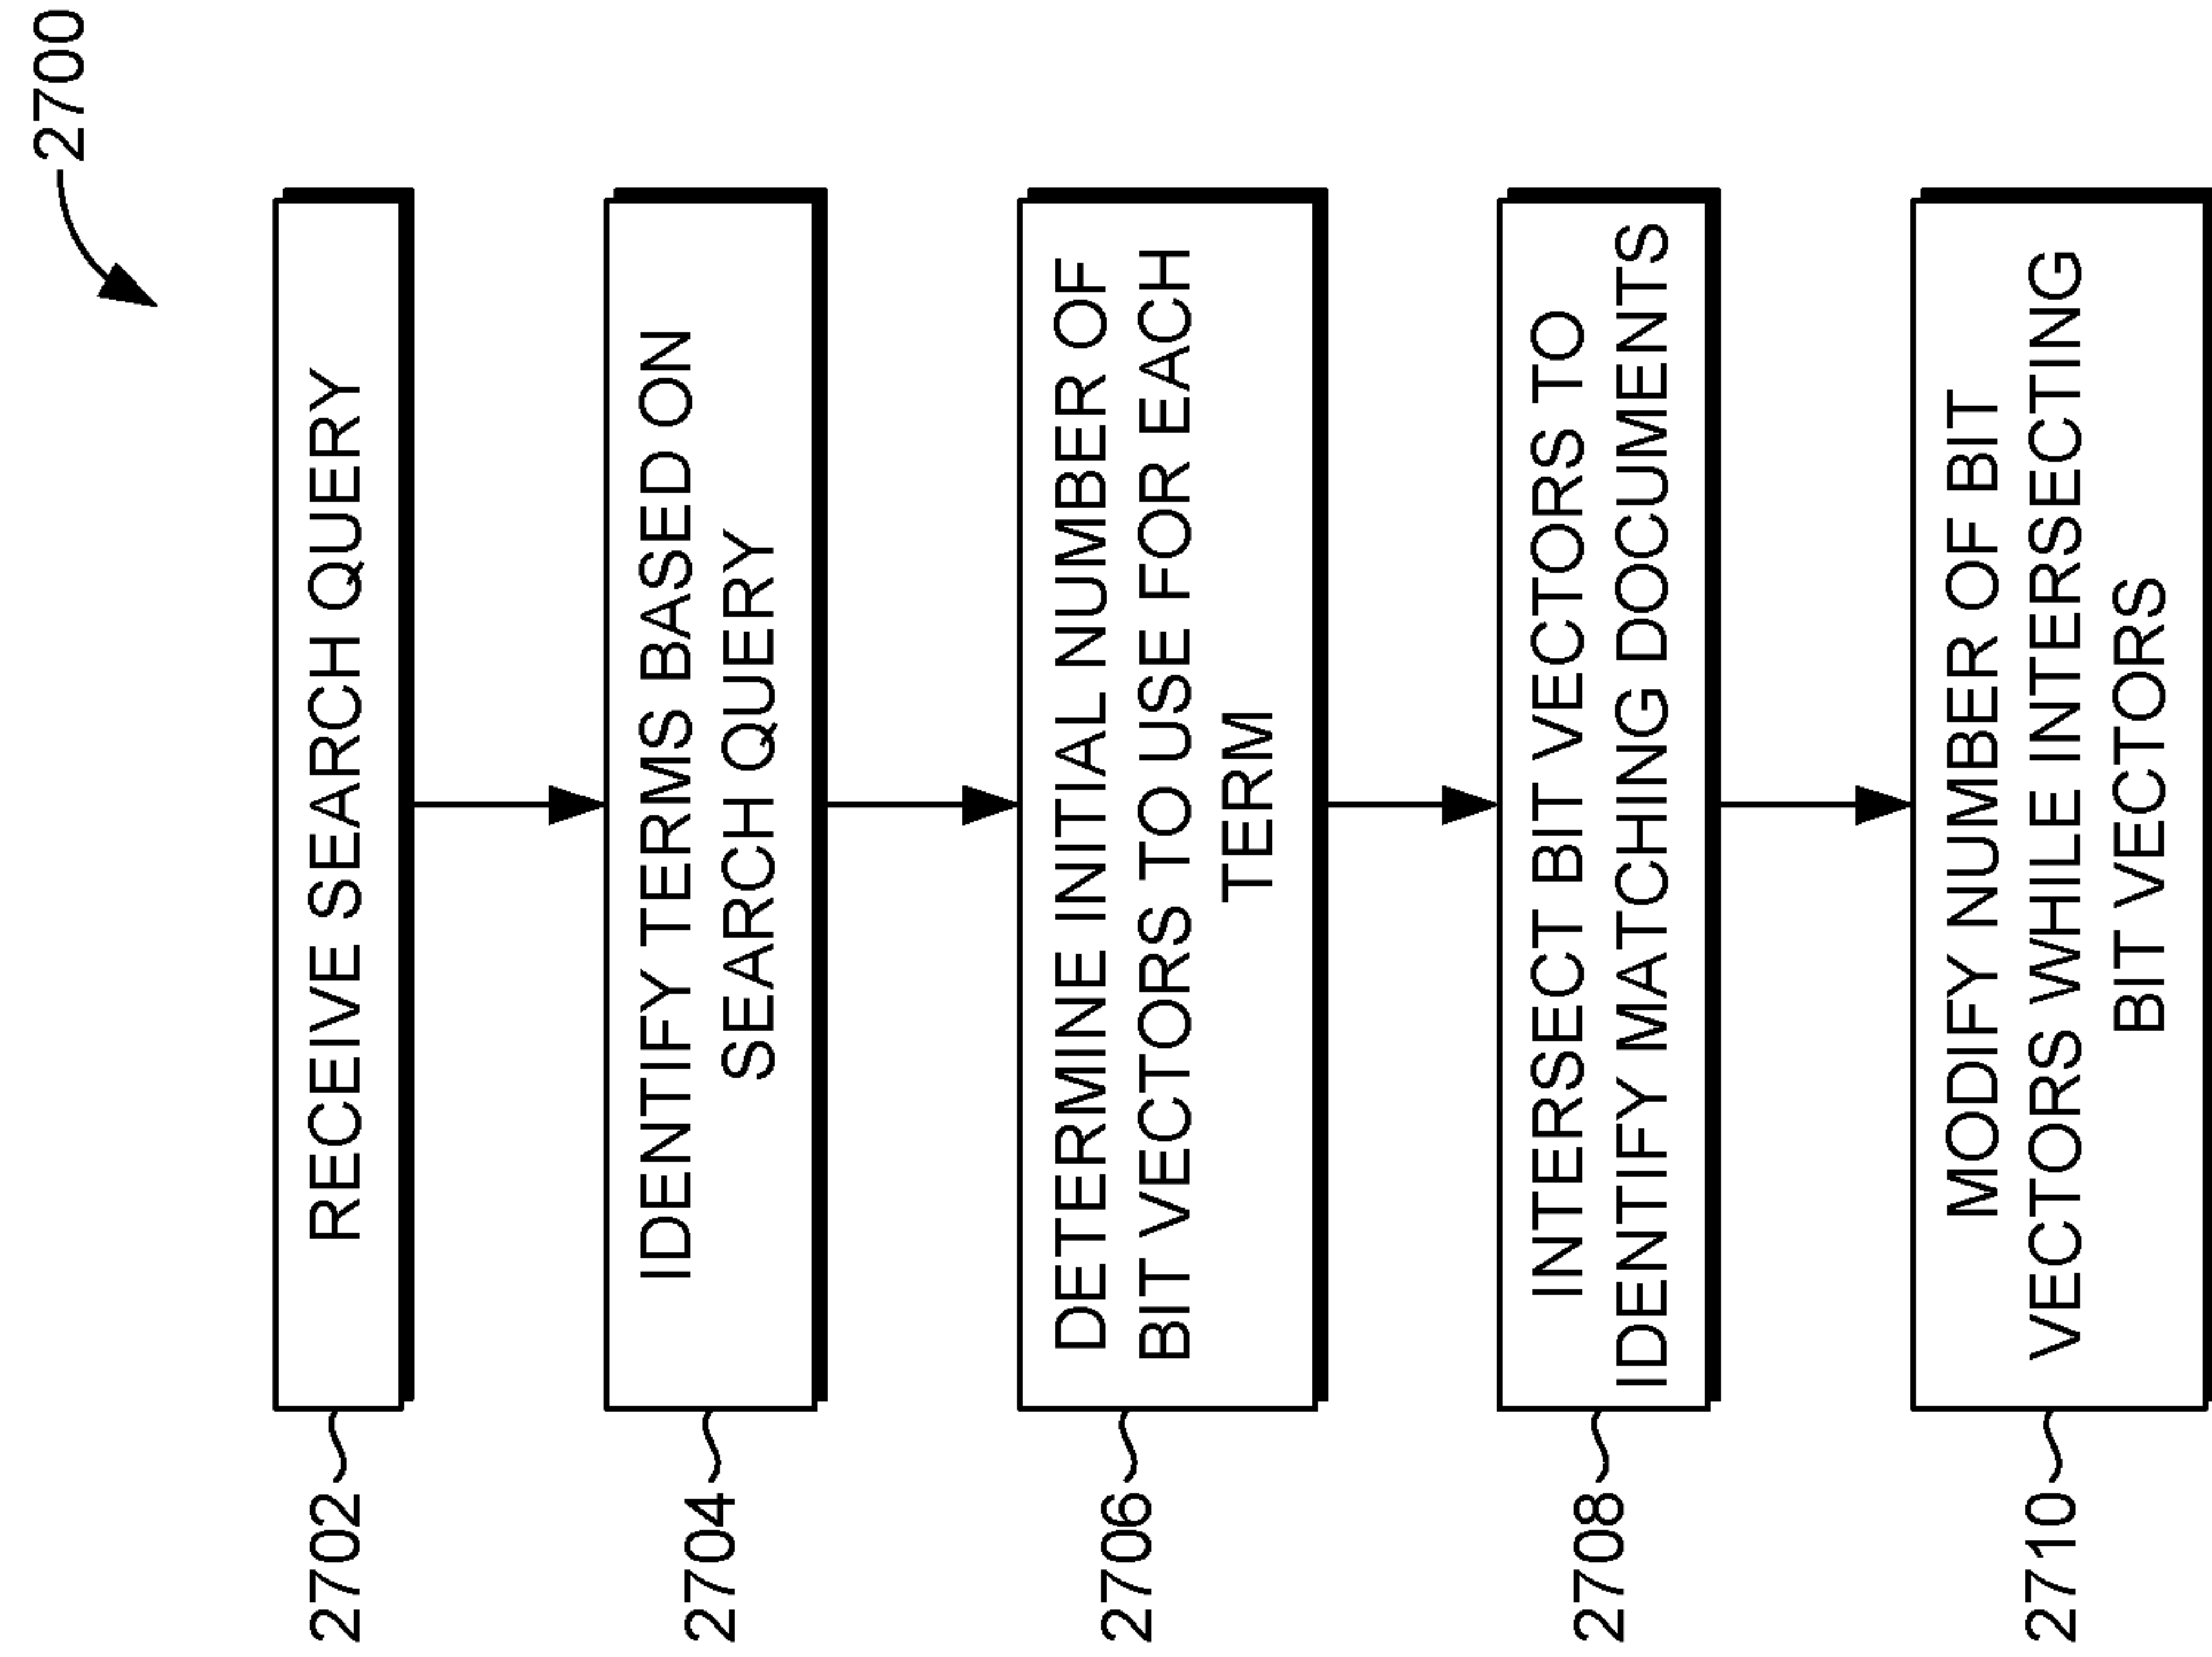 2700
2702
RECEIVE SEARCH QUERY
2704
IDENTIFY TERMS BASED ON
SEARCH QUERY
2706
DETERMINE INITIAL NUMBER OF
BIT VECTORS TO USE FOR EACH
TERM
2708
INTERSECT BIT VECTORS TO
IDENTIFY MATCHING DOCUMENTS
2710
MODIFY NUMBER OF BIT
VECTORS WHILE INTERSECTING
BIT VECTORS